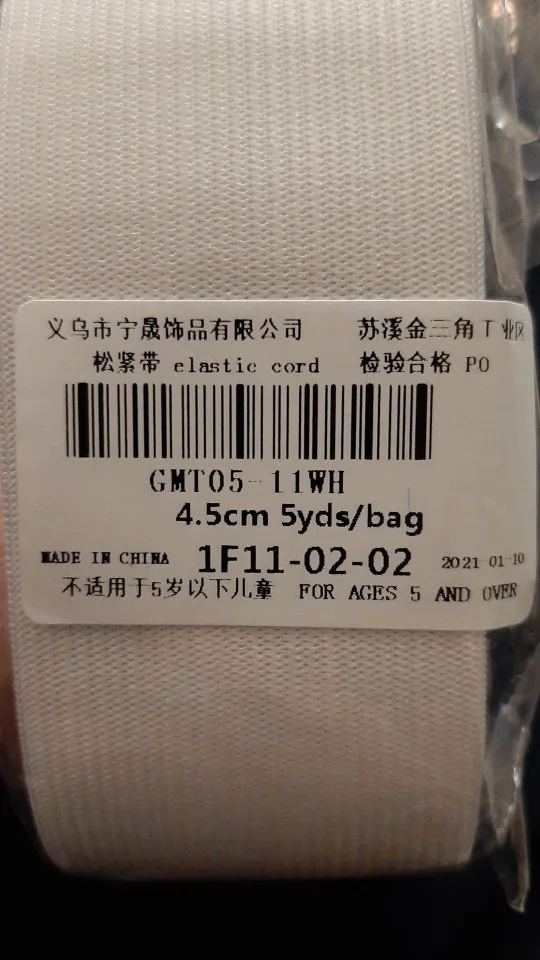 义乌市宁晟饰品有限公司 苏溪金三角工业区
松紧带 elastic cord 检验合格 PO
GMT05-11WH
4.5cm 5yds/bag
MADE IN CHINA 1F11-02-02 2021-01-10
不适用于5岁以下儿童 FOR AGES 5 AND OVER